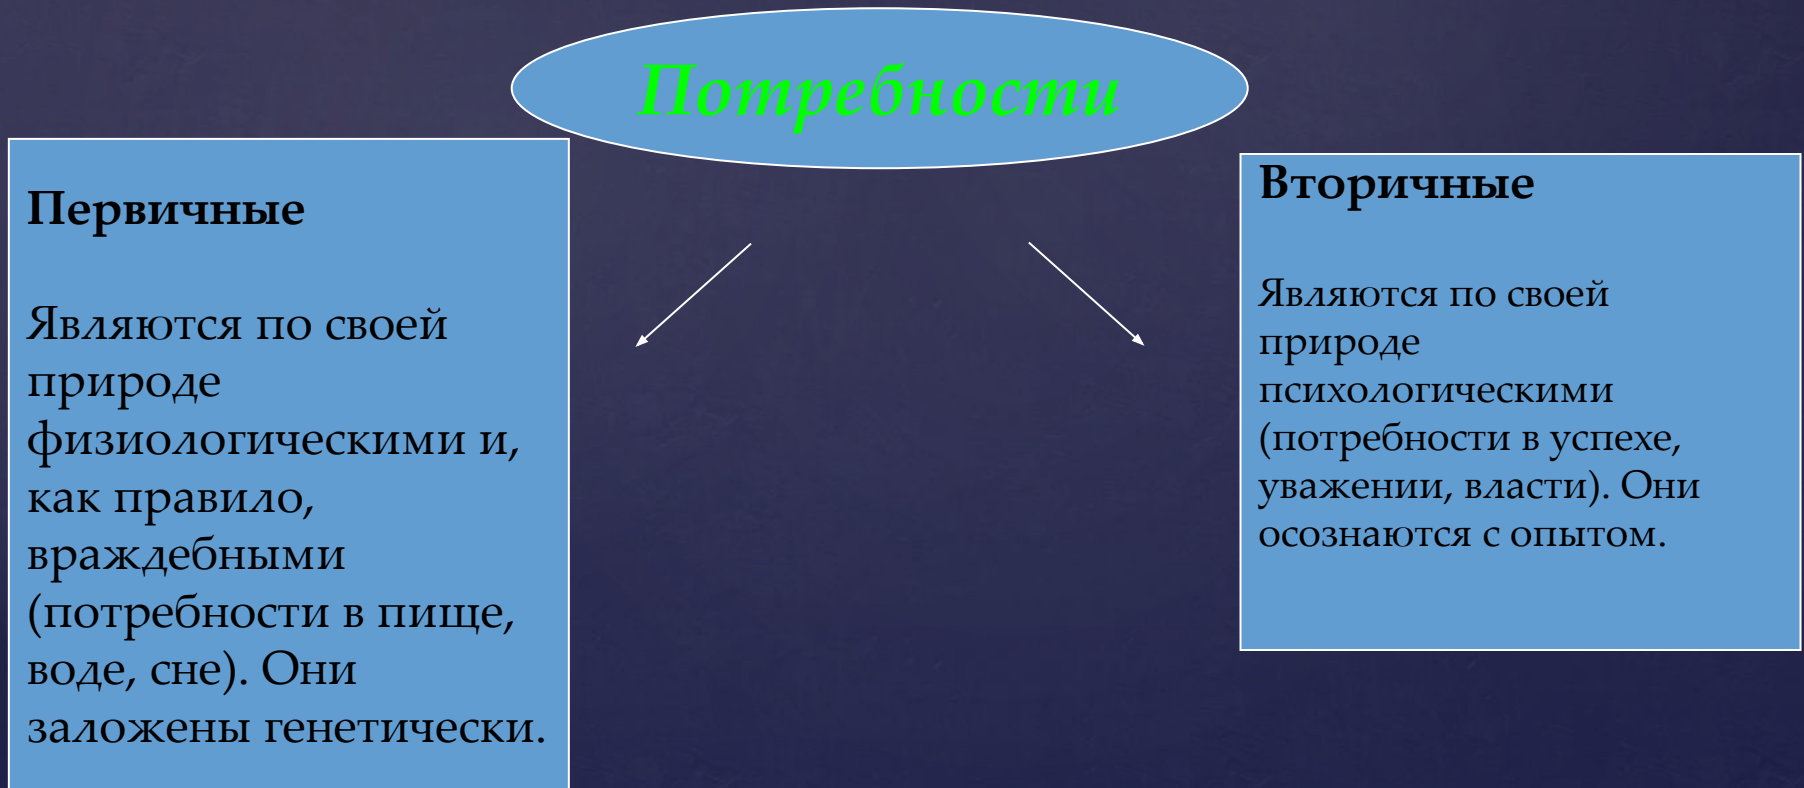 Потребности
Первичные
Являются по своей
природе
физиологическими и,
как правило,
враждебными
(потребности в пище,
воде, сне). Они
заложены генетически.
Вторичные
Являются по своей
природе
психологическими
(потребности в успехе,
уважении, власти). Они
осознаются с опытом.